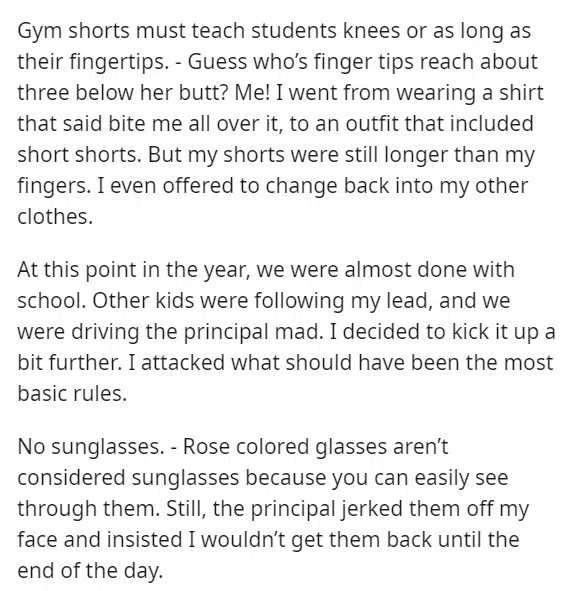 Gym shorts must teach students knees or as long as
their fingertips. - Guess who’s finger tips reach about
three below her butt? Me! I went from wearing a shirt
that said bite me all over it, to an outfit that included
short shorts. But my shorts were still longer than my
fingers. I even offered to change back into my other
clothes.
At this point in the year, we were almost done with
school. Other kids were following my lead, and we
were driving the principal mad. I decided to kick it up a
bit further. I attacked what should have been the most
basic rules.
No sunglasses. - Rose colored glasses aren’t
considered sunglasses because you can easily see
through them. Still, the principal jerked them off my
face and insisted I wouldn’t get them back until the
end of the day.